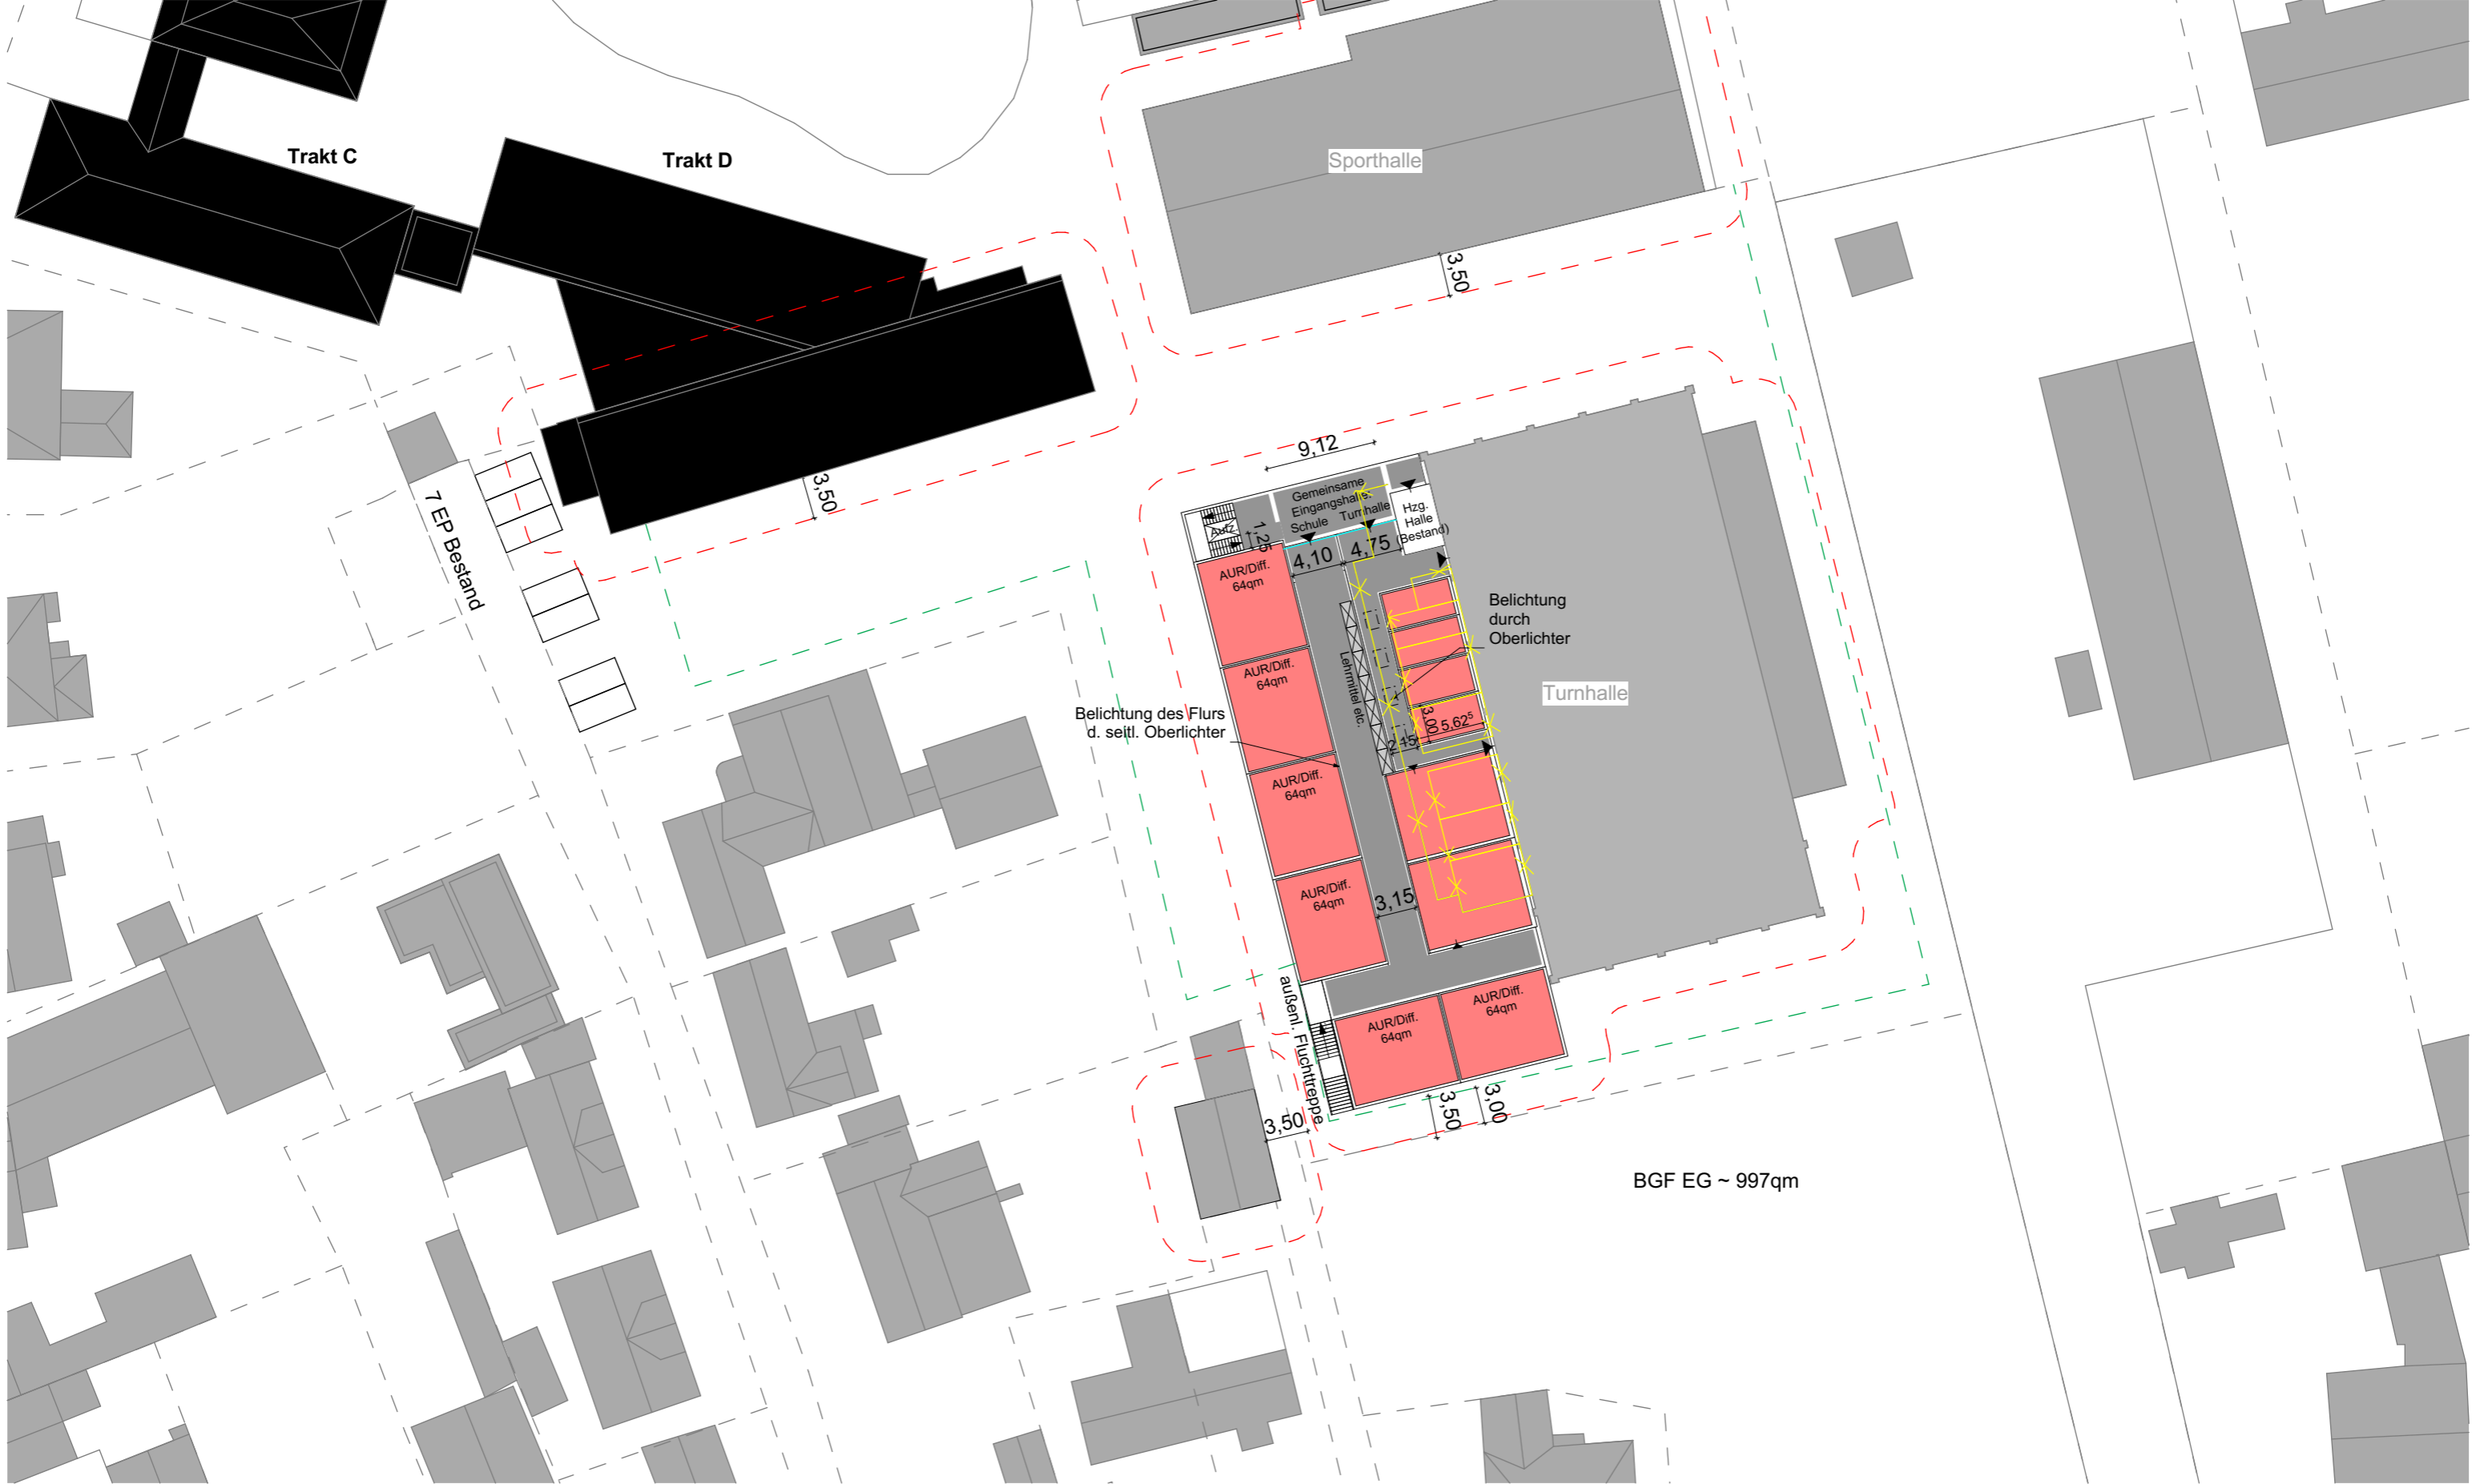 Trakt C
Trakt D
Sporthalle
3,50
3,50
7 EP Bestand
9,12
Gemeinsame
Eingangshalle:
Schule Turnhalle
Aufz.
1,25
4,10
4,75
Hzg.
Halle
(Bestand)
AUR/Diff.
64qm
AUR/Diff.
64qm
AUR/Diff.
64qm
AUR/Diff.
64qm
Lehrmittel etc.
Belichtung
durch
Oberlichter
Turnhalle
Belichtung des Flurs
d. seitl. Oberlichter
3,00
5,62⁵
2,15
3,15
außenl. Fluchttreppe
AUR/Diff.
64qm
AUR/Diff.
64qm
3,50
3,50
3,00
BGF EG ~ 997qm